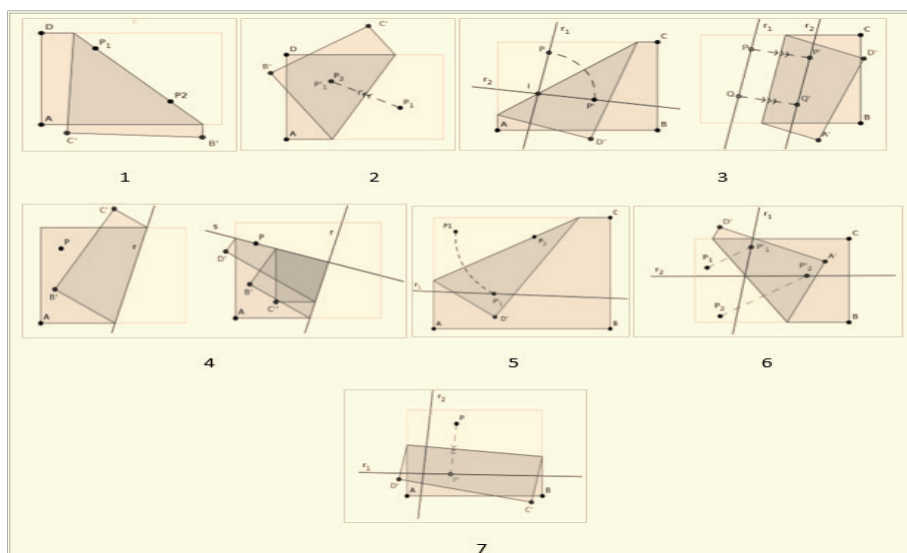 D P₁ P2 A C' B'
C' D B' P'₁ P₂ P₁ A
r₁ P C r₂ I P' A D' B
r₁ r₂ C P P' D' Q Q' B A'
1 2 3
C' P r B' A
s P r D' B' C'' A
P1 C P₂ r₁ P'₁ D' A B
D' r₁ C P'₁ A' P₁ r₂ P'₂ P₂ B
4 5 6
r₂ P r₁ P' D' A B C'
7